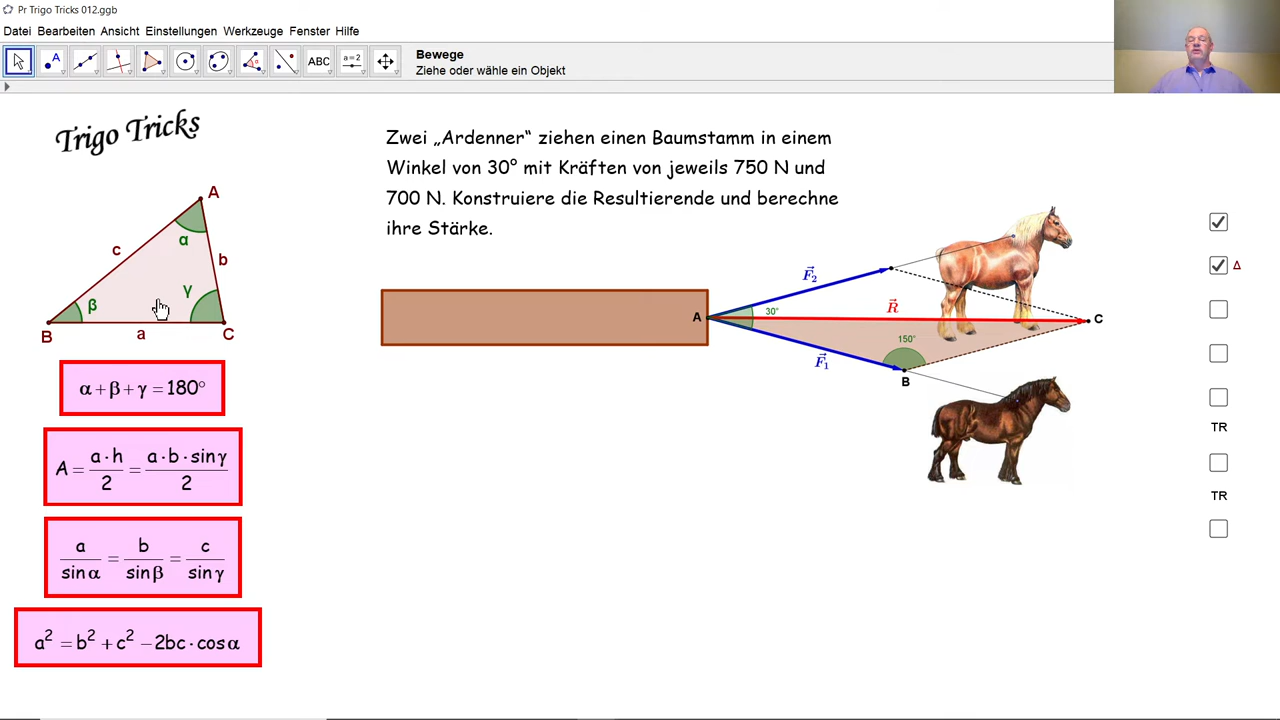 Pr Trigo Tricks 012.ggb
Datei Bearbeiten Ansicht Einstellungen Werkzeuge Fenster Hilfe
A
ABC
a=2
Bewege
Ziehe oder wähle ein Objekt
Trigo Tricks
Zwei „Ardenner“ ziehen einen Baumstamm in einem
Winkel von 30° mit Kräften von jeweils 750 N und
700 N. Konstruiere die Resultierende und berechne
ihre Stärke.
A
α
c
b
β
γ
B
a
C
F⃗₂
A
30°
R⃗
C
150°
F⃗₁
B
Δ
TR
TR
α + β + γ = 180°
A = a·h/2 = a·b·sinγ/2
a/sinα = b/sinβ = c/sinγ
a² = b² + c² − 2bc·cosα